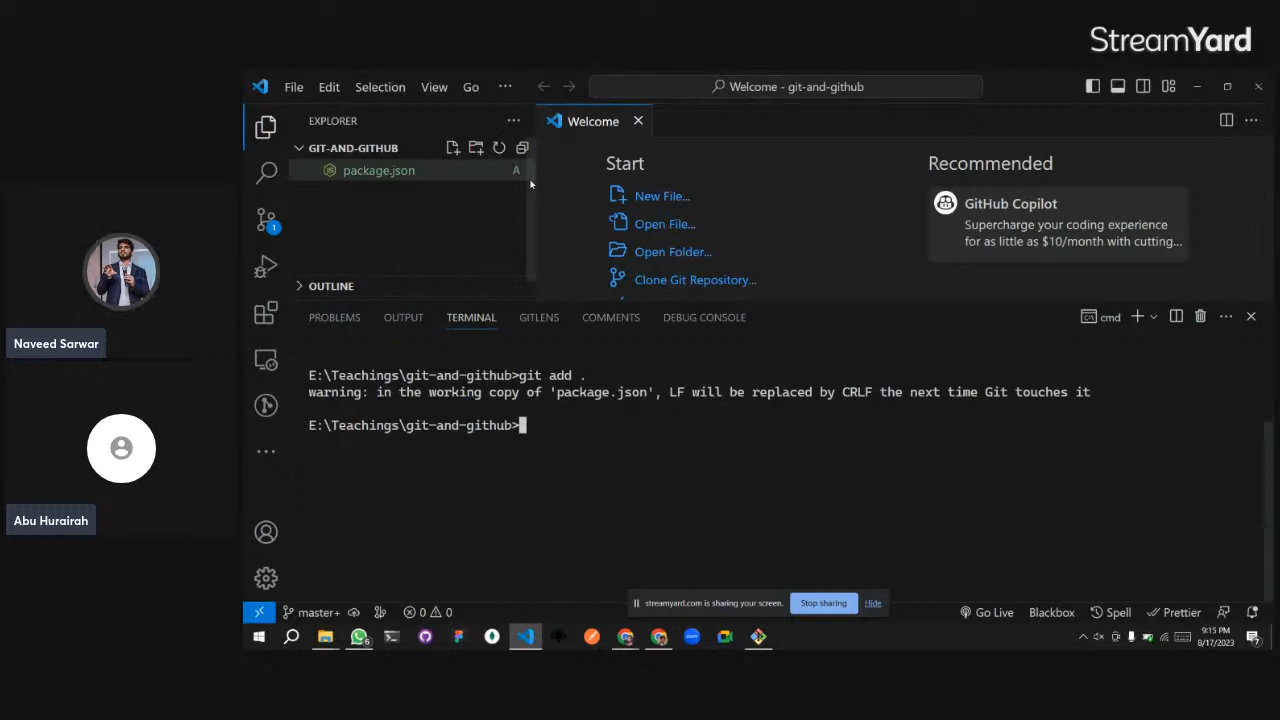 StreamYard
File Edit Selection View Go ··· Welcome - git-and-github
EXPLORER ···
Welcome
GIT-AND-GITHUB
package.json A
Start
New File...
Open File...
Open Folder...
Clone Git Repository...
Recommended
GitHub Copilot
Supercharge your coding experience
for as little as $10/month with cutting...
1
OUTLINE
PROBLEMS OUTPUT TERMINAL GITLENS COMMENTS DEBUG CONSOLE cmd
E:\Teachings\git-and-github>git add .
warning: in the working copy of 'package.json', LF will be replaced by CRLF the next time Git touches it
E:\Teachings\git-and-github>
Naveed Sarwar
Abu Hurairah
streamyard.com is sharing your screen. Stop sharing Hide
master+ 0 0 Go Live Blackbox Spell Prettier
6
zoom
9:15 PM
8/17/2023
7